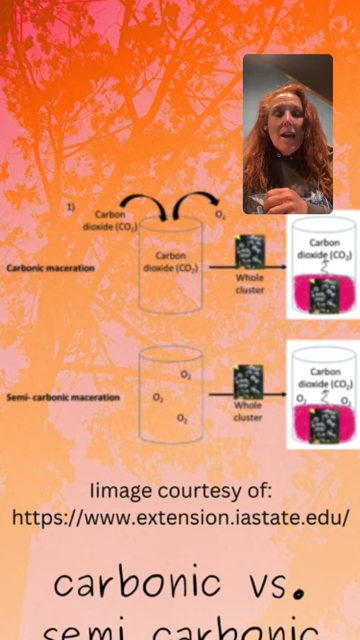 1)
Carbon
dioxide (CO2)
O2
Carbon
dioxide (CO2)
Carbonic maceration
Carbon
dioxide (CO2)
Whole
cluster
O2
Carbon
dioxide (CO2)
Semi- carbonic maceration
O2
O2
Whole
cluster
O2
O2
Iimage courtesy of:
https://www.extension.iastate.edu/
carbonic vs.
semi carbonic